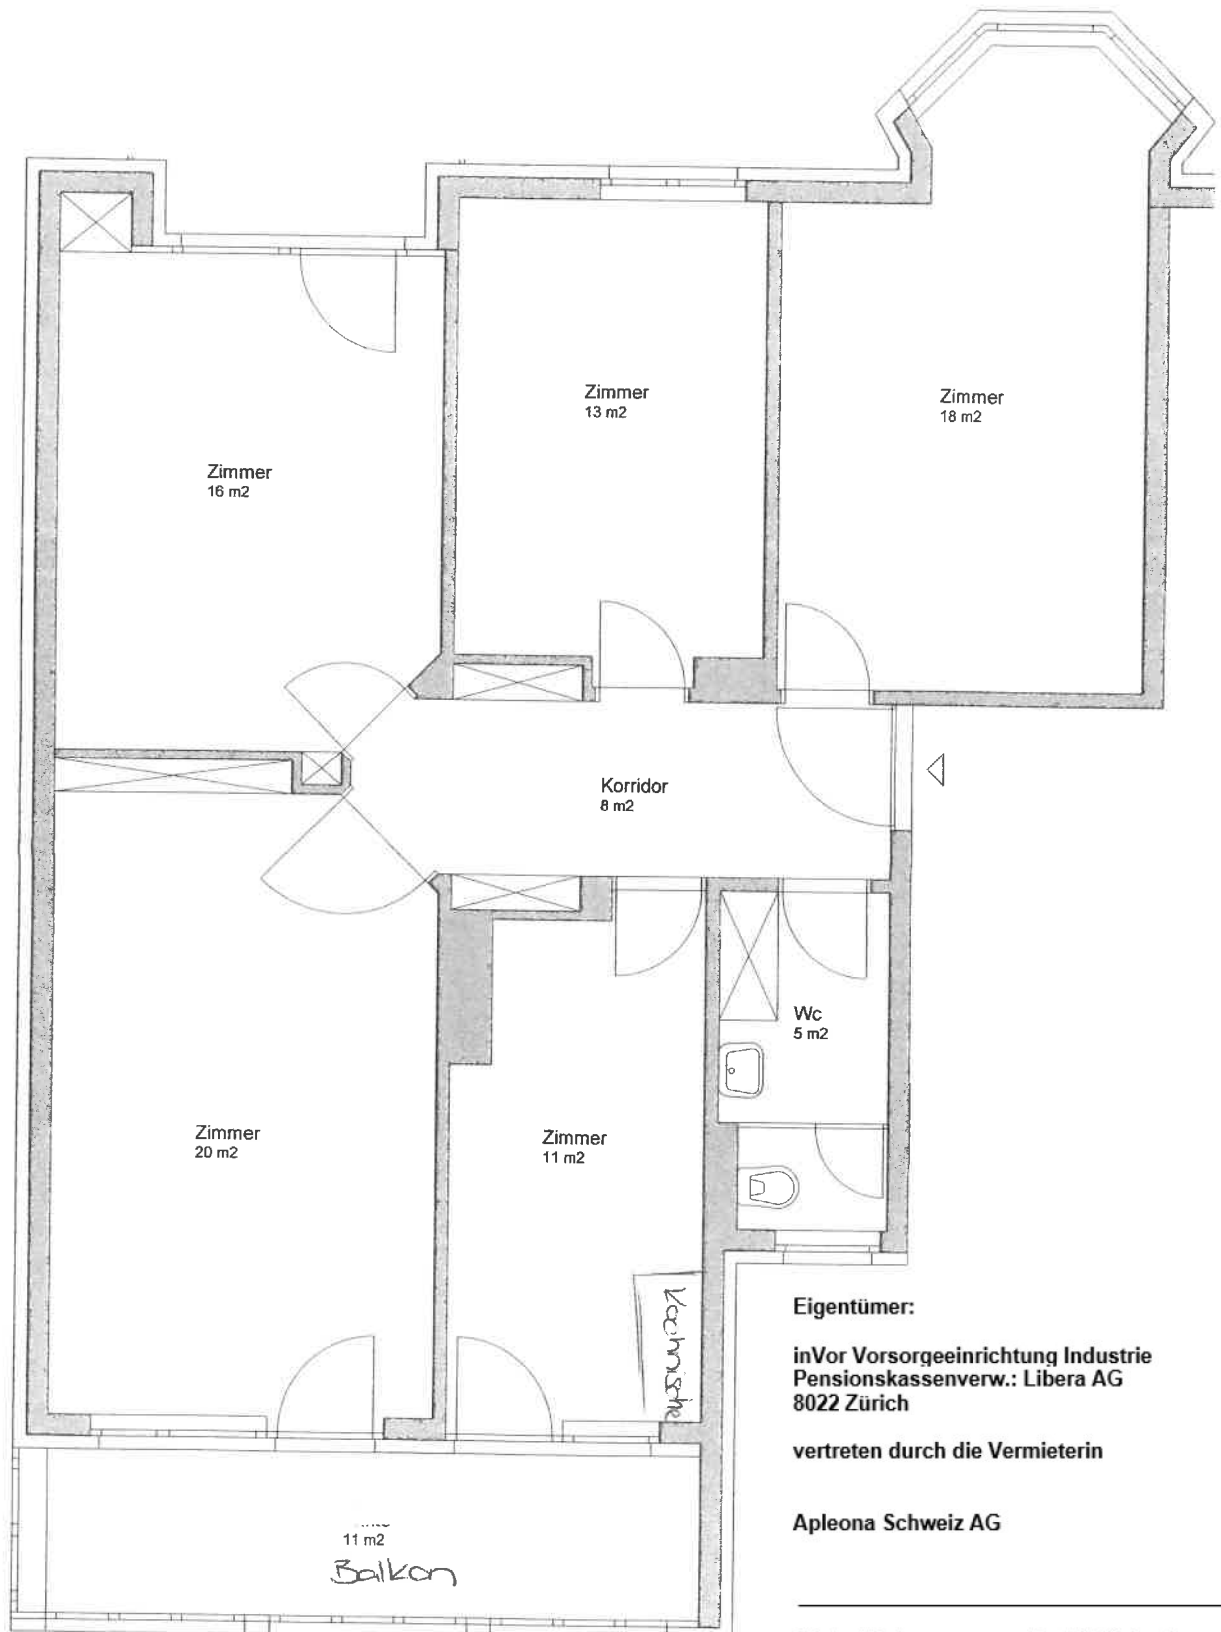 Zimmer
13 m2
Zimmer
18 m2
Zimmer
16 m2
Korridor
8 m2
Wc
5 m2
Zimmer
20 m2
Zimmer
11 m2
Kochnische
11 m2
Balkon
Eigentümer:
inVor Vorsorgeeinrichtung Industrie
Pensionskassenverw.: Libera AG
8022 Zürich
vertreten durch die Vermieterin
Apleona Schweiz AG